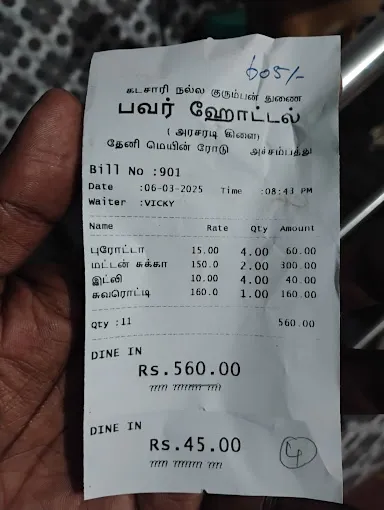 605/-
கடசாரி நல்ல குரும்பன் துணை
பவர் ஹோட்டல்
( அரசரடி கிளை)
தேனி மெயின் ரோடு அச்சம்பத்து
Bill No :901
Date :06-03-2025 Time :08:43 PM
Waiter :VICKY
Name Rate Qty Amount
புரோட்டா 15.00 4.00 60.00
மட்டன் சுக்கா 150.0 2.00 300.00
இட்லி 10.00 4.00 40.00
சுவரொட்டி 160.0 1.00 160.00
Qty :11 560.00
DINE IN
Rs.560.00
????? ???????? ????
DINE IN
Rs.45.00
????? ???????? ????
4